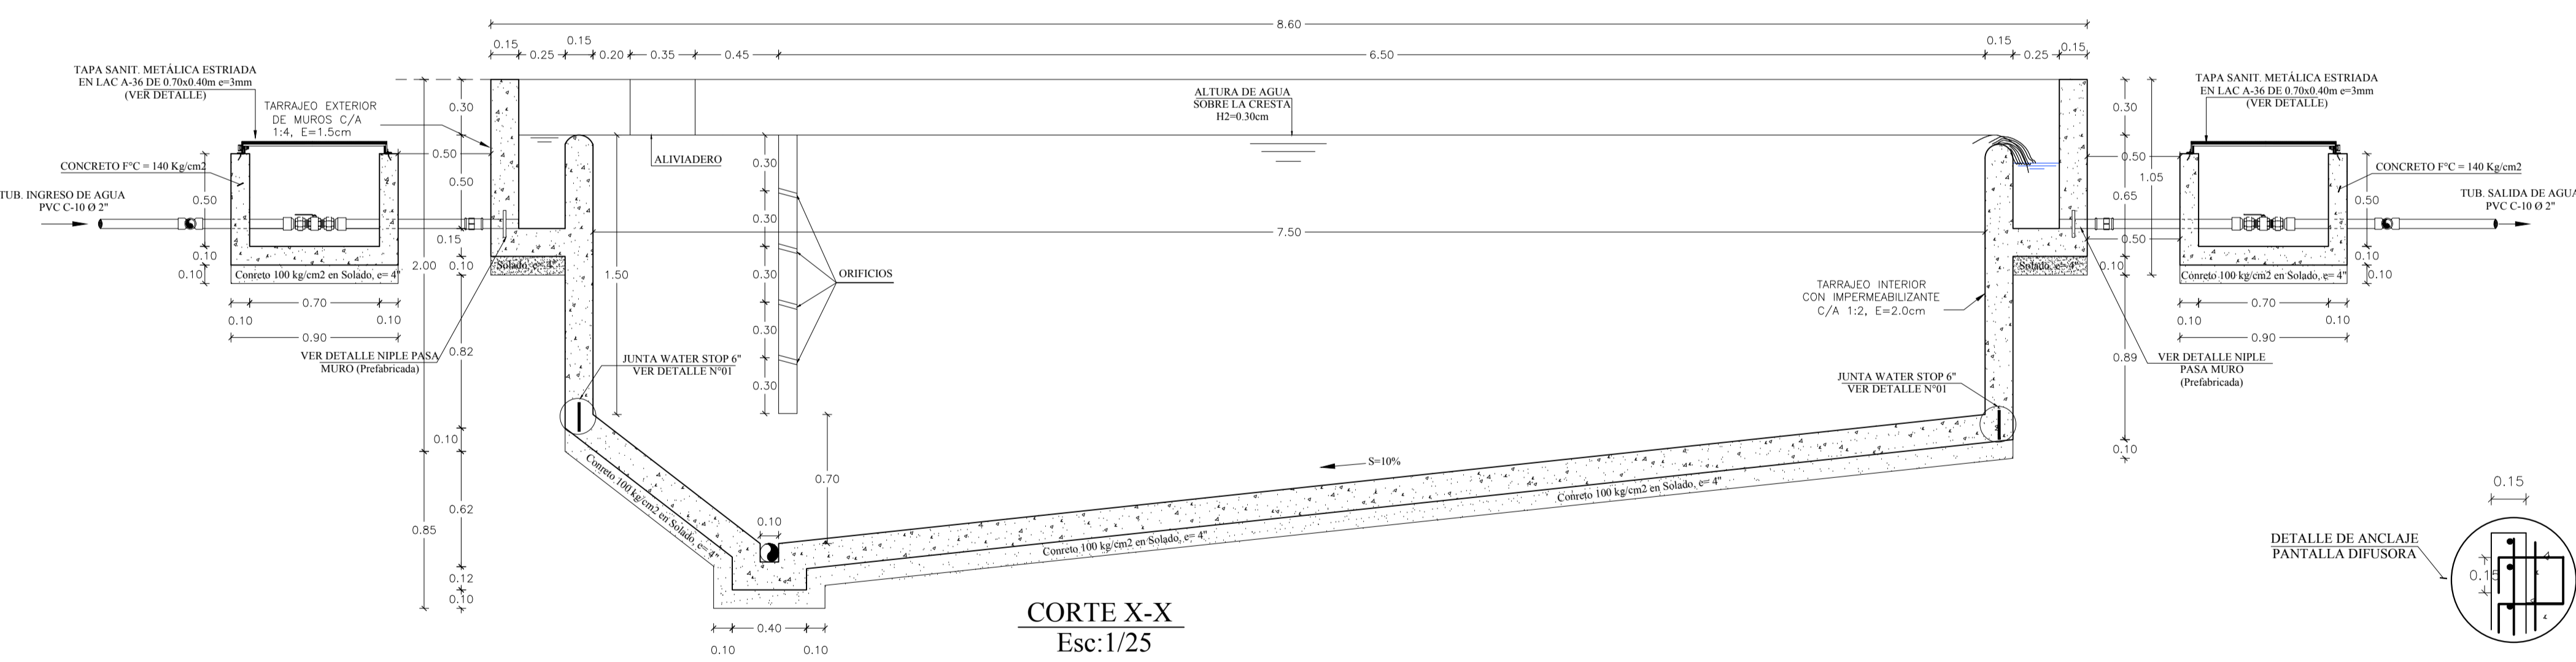 8.60
0.15
0.25
0.15
0.20
0.35
0.45
6.50
0.15
0.25
0.15
TAPA SANIT. METÁLICA ESTRIADA
EN LAC A-36 DE 0.70x0.40m e=3mm
(VER DETALLE)
TARRAJEO EXTERIOR
DE MUROS C/A
1:4, E=1.5cm
CONCRETO F°C = 140 Kg/cm2
TUB. INGRESO DE AGUA
PVC C-10 Ø 2"
0.50
0.10
0.10
Conreto 100 kg/cm2 en Solado, e= 4"
0.70
0.10
0.10
0.90
VER DETALLE NIPLE PASA
MURO (Prefabricada)
0.30
0.50
0.50
0.15
2.00
0.10
0.82
0.10
0.62
0.85
0.12
0.10
Solado, e= 4"
ALIVIADERO
1.50
0.30
0.30
0.30
0.30
0.30
ORIFICIOS
JUNTA WATER STOP 6"
VER DETALLE N°01
0.70
0.10
Conreto 100 kg/cm2 en Solado, e= 4"
0.40
0.10
0.10
ALTURA DE AGUA
SOBRE LA CRESTA
H2=0.30cm
7.50
TARRAJEO INTERIOR
CON IMPERMEABILIZANTE
C/A 1:2, E=2.0cm
JUNTA WATER STOP 6"
VER DETALLE N°01
S=10%
Conreto 100 kg/cm2 en Solado, e= 4"
Conreto 100 kg/cm2 en Solado, e= 4"
CORTE X-X
Esc:1/25
Solado, e= 4"
0.30
0.50
1.05
0.65
0.50
0.10
0.89
0.10
TAPA SANIT. METÁLICA ESTRIADA
EN LAC A-36 DE 0.70x0.40m e=3mm
(VER DETALLE)
CONCRETO F°C = 140 Kg/cm2
TUB. SALIDA DE AGUA
PVC C-10 Ø 2"
0.50
0.10
0.10
Conreto 100 kg/cm2 en Solado, e= 4"
0.70
0.10
0.10
0.90
VER DETALLE NIPLE
PASA MURO
(Prefabricada)
0.15
DETALLE DE ANCLAJE
PANTALLA DIFUSORA
0.15